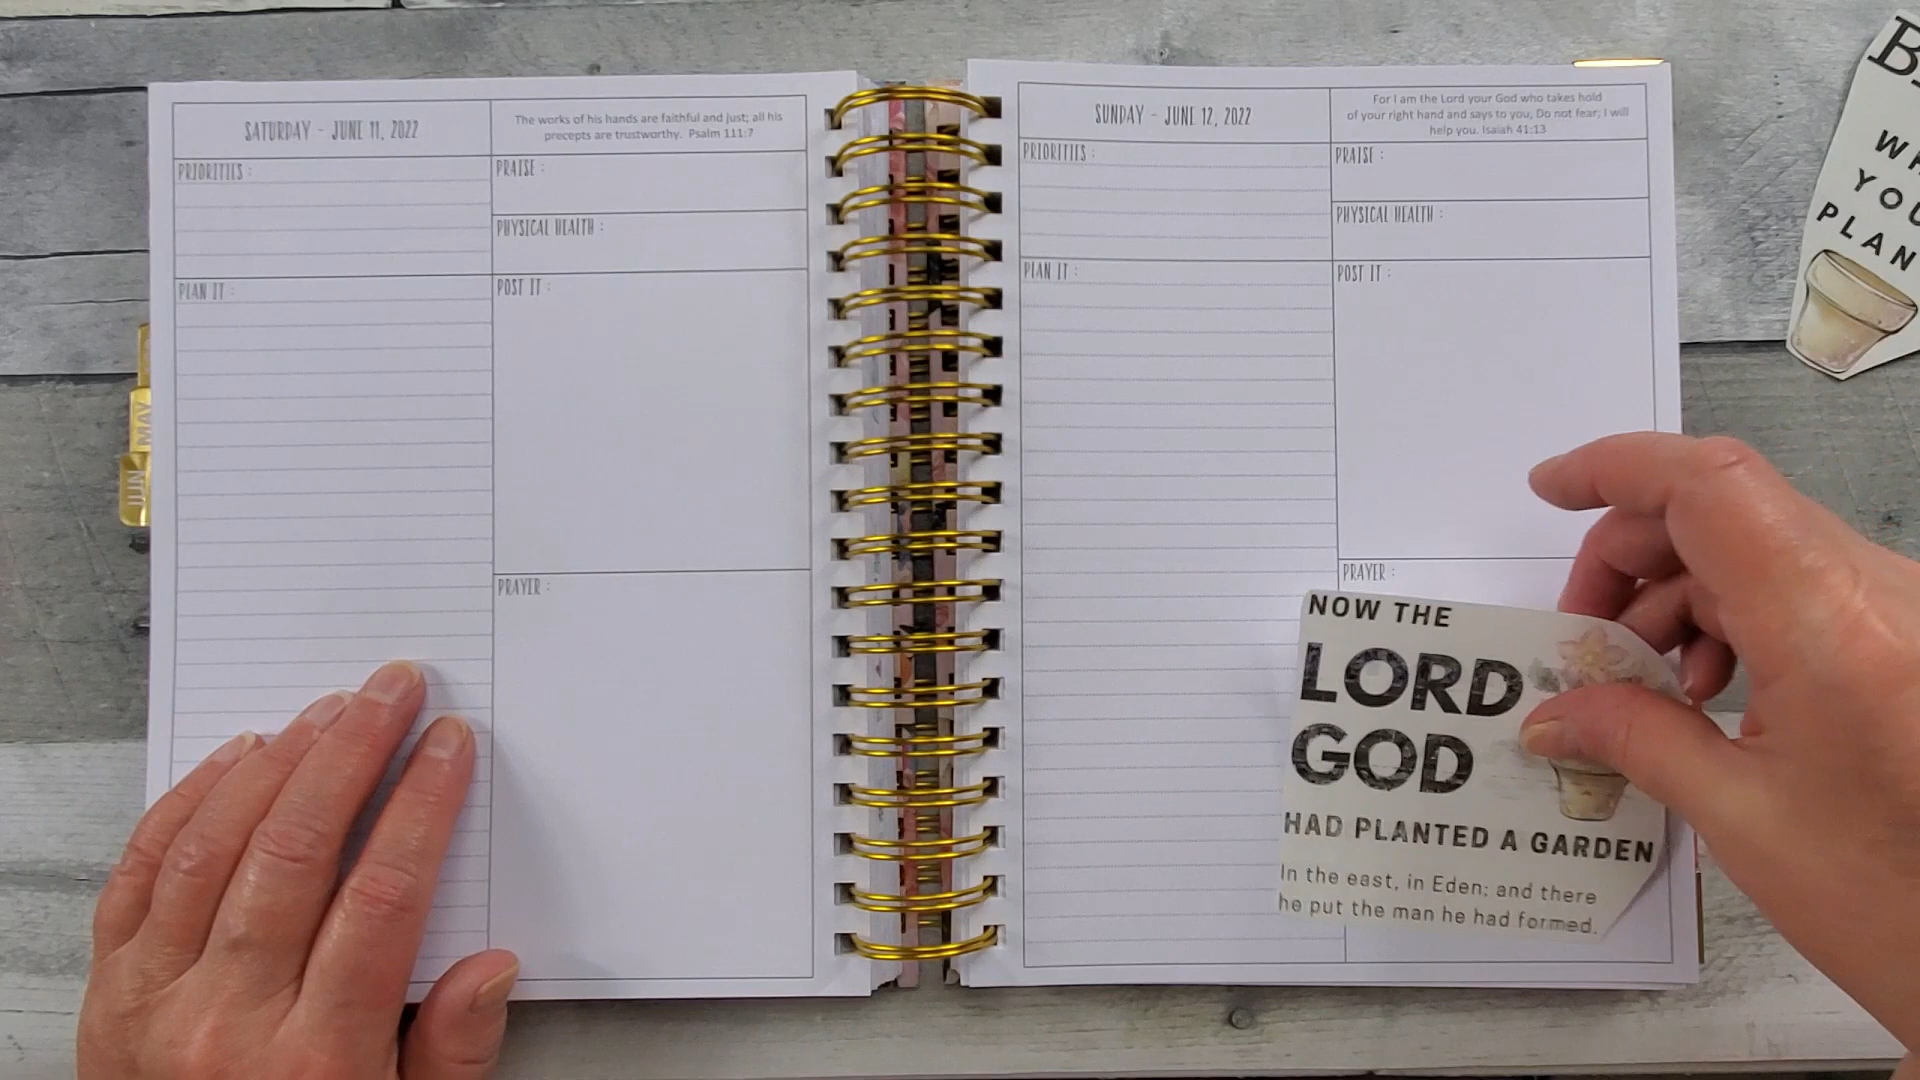 SATURDAY - JUNE 11, 2022
The works of his hands are faithful and just; all his
precepts are trustworthy. Psalm 111:7
PRIORITIES :
PRAISE :
PHYSICAL HEALTH :
PLAN IT :
POST IT :
PRAYER :
MAY
JUN
SUNDAY - JUNE 12, 2022
For I am the Lord your God who takes hold
of your right hand and says to you, Do not fear; I will
help you. Isaiah 41:13
PRIORITIES :
PRAISE :
PHYSICAL HEALTH :
PLAN IT :
POST IT :
PRAYER :
NOW THE
LORD
GOD
HAD PLANTED A GARDEN
In the east, in Eden; and there
he put the man he had formed.
YOU
PLAN